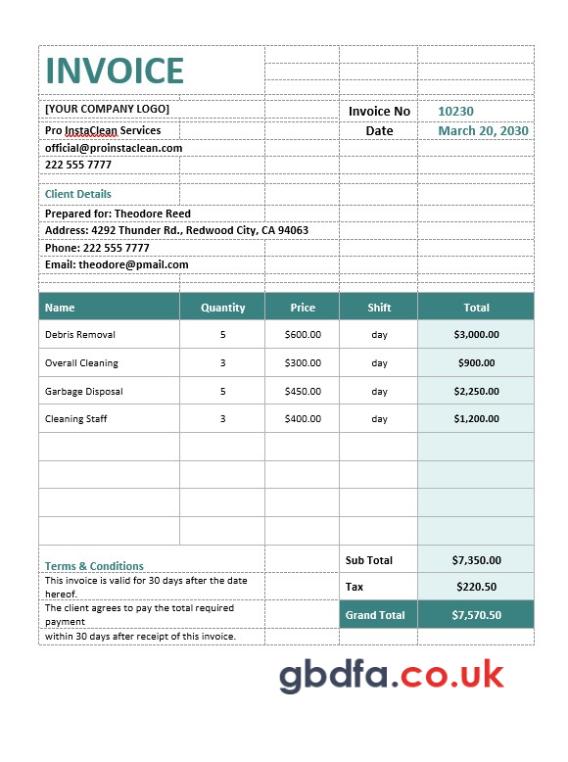 INVOICE
[YOUR COMPANY LOGO]
Invoice No 10230
Pro InstaClean Services
Date March 20, 2030
official@proinstaclean.com
222 555 7777
Client Details
Prepared for: Theodore Reed
Address: 4292 Thunder Rd., Redwood City, CA 94063
Phone: 222 555 7777
Email: theodore@pmail.com
Name Quantity Price Shift Total
Debris Removal 5 $600.00 day $3,000.00
Overall Cleaning 3 $300.00 day $900.00
Garbage Disposal 5 $450.00 day $2,250.00
Cleaning Staff 3 $400.00 day $1,200.00
Sub Total $7,350.00
Terms & Conditions
This invoice is valid for 30 days after the date
hereof.
Tax $220.50
The client agrees to pay the total required
payment
Grand Total $7,570.50
within 30 days after receipt of this invoice.
gbdfa.co.uk